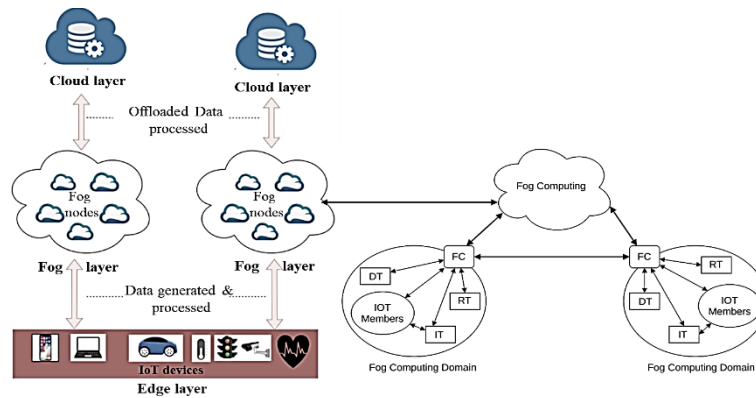 Cloud layer
Cloud layer
Offloaded Data
processed
Fog
nodes
Fog
nodes
Fog layer
Fog layer
Data generated &
processed
IoT devices
Edge layer
Fog Computing
FC
DT
RT
IOT
Members
IT
Fog Computing Domain
FC
RT
DT
IOT
Members
IT
Fog Computing Domain